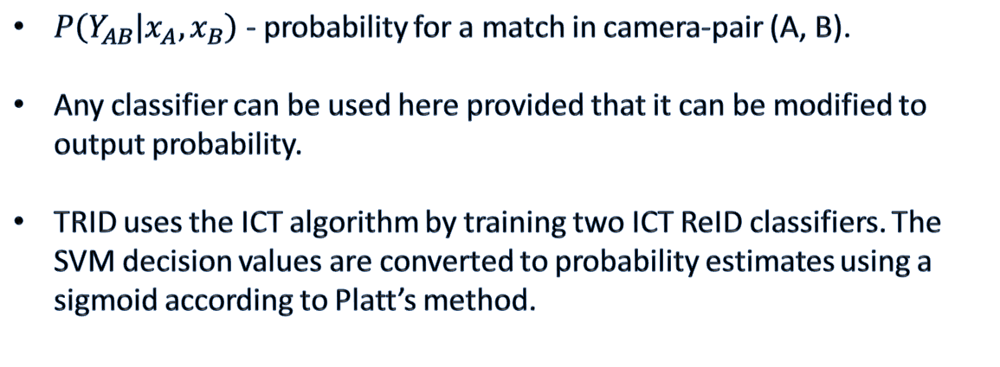 • P(Y_AB|x_A, x_B) - probability for a match in camera-pair (A, B).
• Any classifier can be used here provided that it can be modified to
output probability.
• TRID uses the ICT algorithm by training two ICT ReID classifiers. The
SVM decision values are converted to probability estimates using a
sigmoid according to Platt’s method.